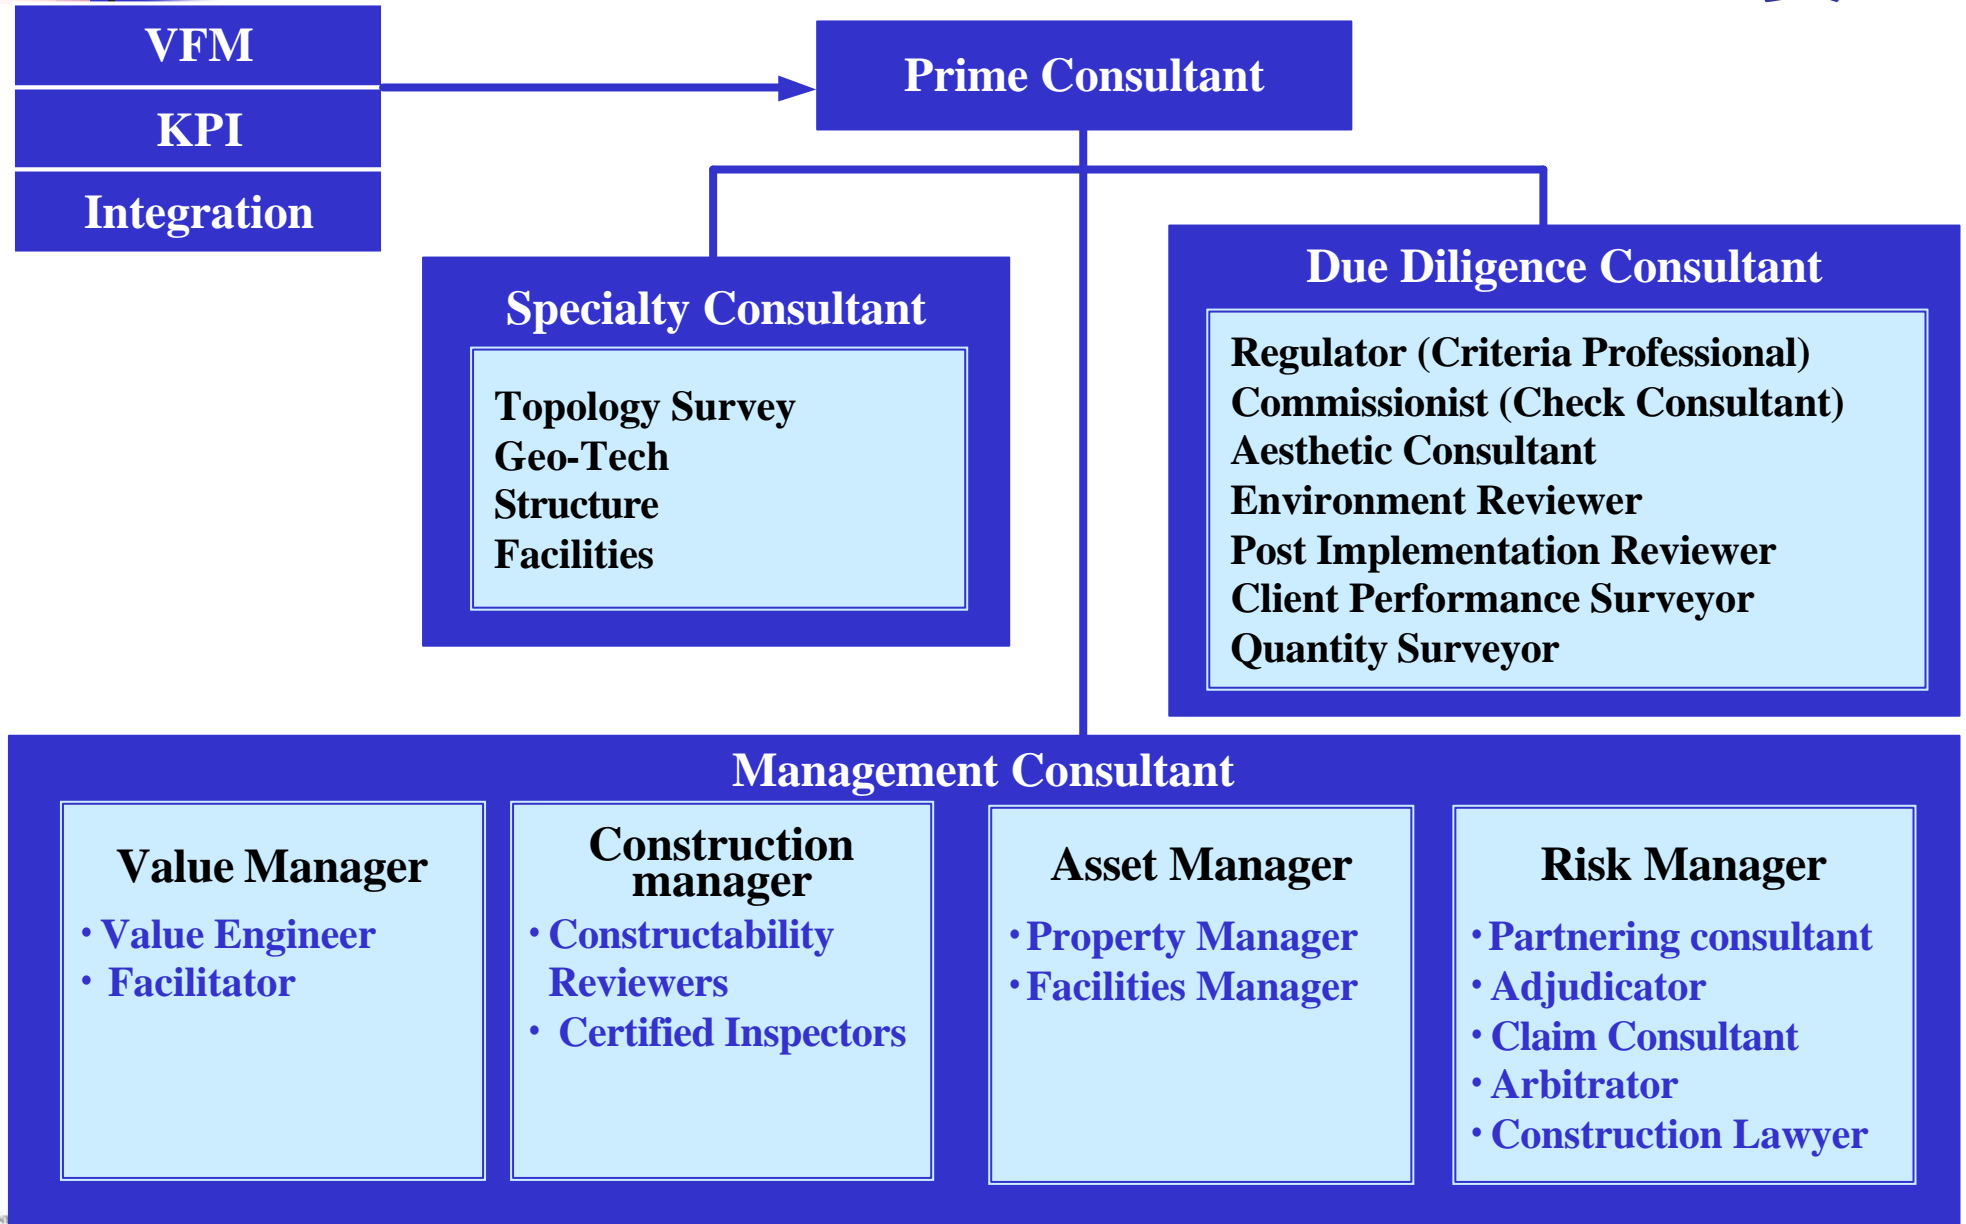 VFM
KPI
Integration
Prime Consultant
Specialty Consultant
Topology Survey
Geo-Tech
Structure
Facilities
Due Diligence Consultant
Regulator (Criteria Professional)
Commissionist (Check Consultant)
Aesthetic Consultant
Environment Reviewer
Post Implementation Reviewer
Client Performance Surveyor
Quantity Surveyor
Management Consultant
Value Manager
・Value Engineer
・ Facilitator
Construction
manager
・Constructability
Reviewers
・ Certified Inspectors
Asset Manager
・Property Manager
・Facilities Manager
Risk Manager
・Partnering consultant
・Adjudicator
・Claim Consultant
・Arbitrator
・Construction Lawyer